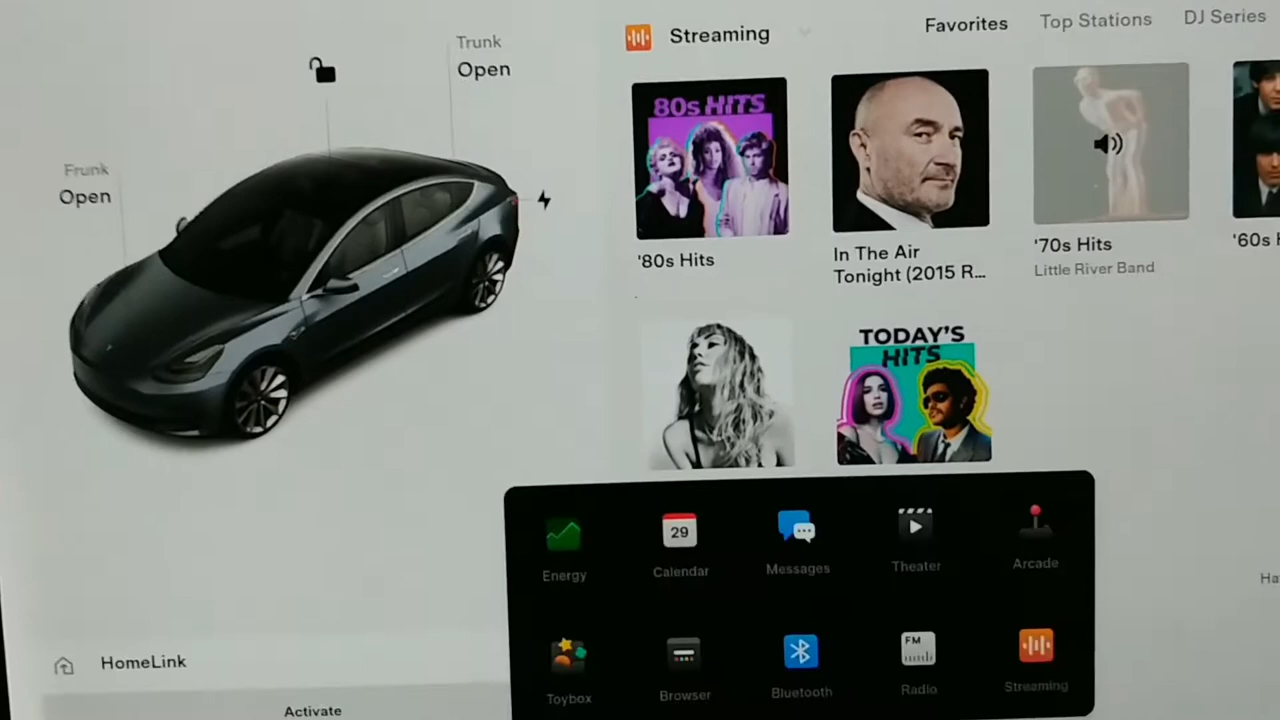 Trunk
Open
Frunk
Open
Streaming
Favorites
Top Stations
DJ Series
80s HITS
'80s Hits
In The Air
Tonight (2015 R...
'70s Hits
Little River Band
'60s
TODAY'S
HITS
29
Energy
Calendar
Messages
Theater
Arcade
FM
Toybox
Browser
Bluetooth
Radio
Streaming
HomeLink
Activate